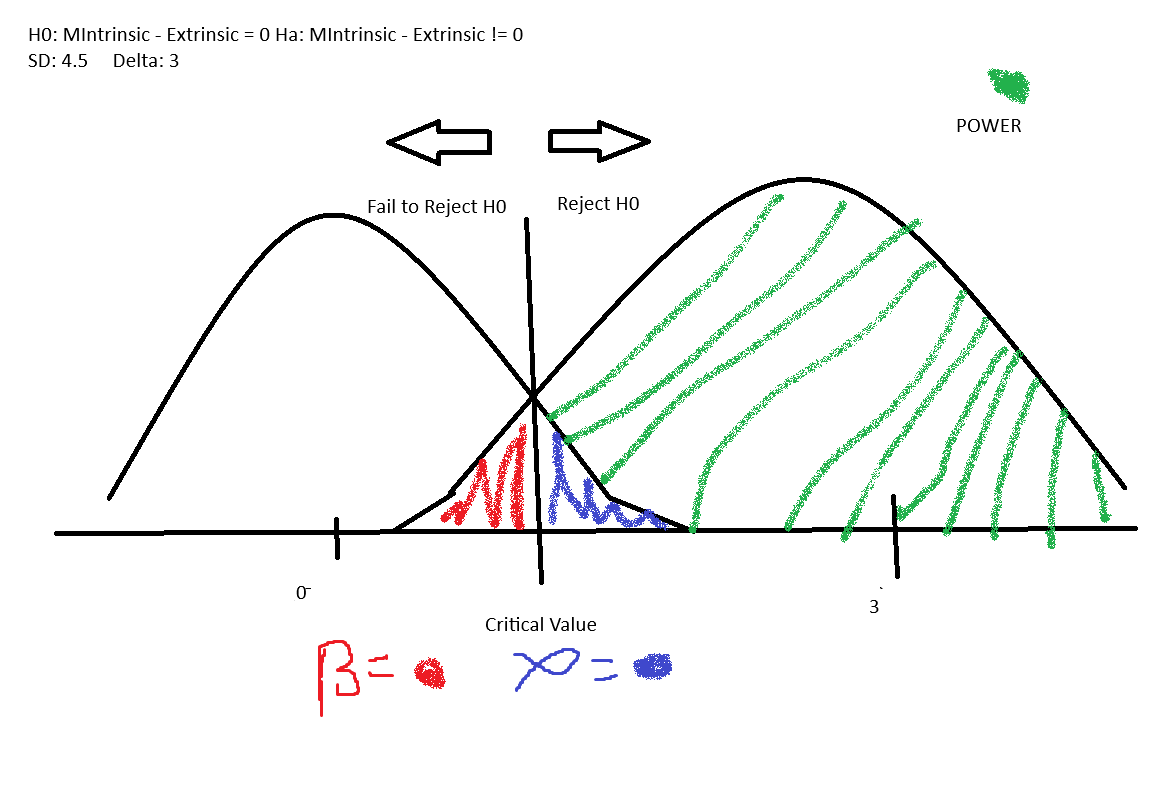 H0: MIntrinsic - Extrinsic = 0 Ha: MIntrinsic - Extrinsic != 0
SD: 4.5 Delta: 3
POWER
Fail to Reject H0
Reject H0
0
3
Critical Value
β =
α =